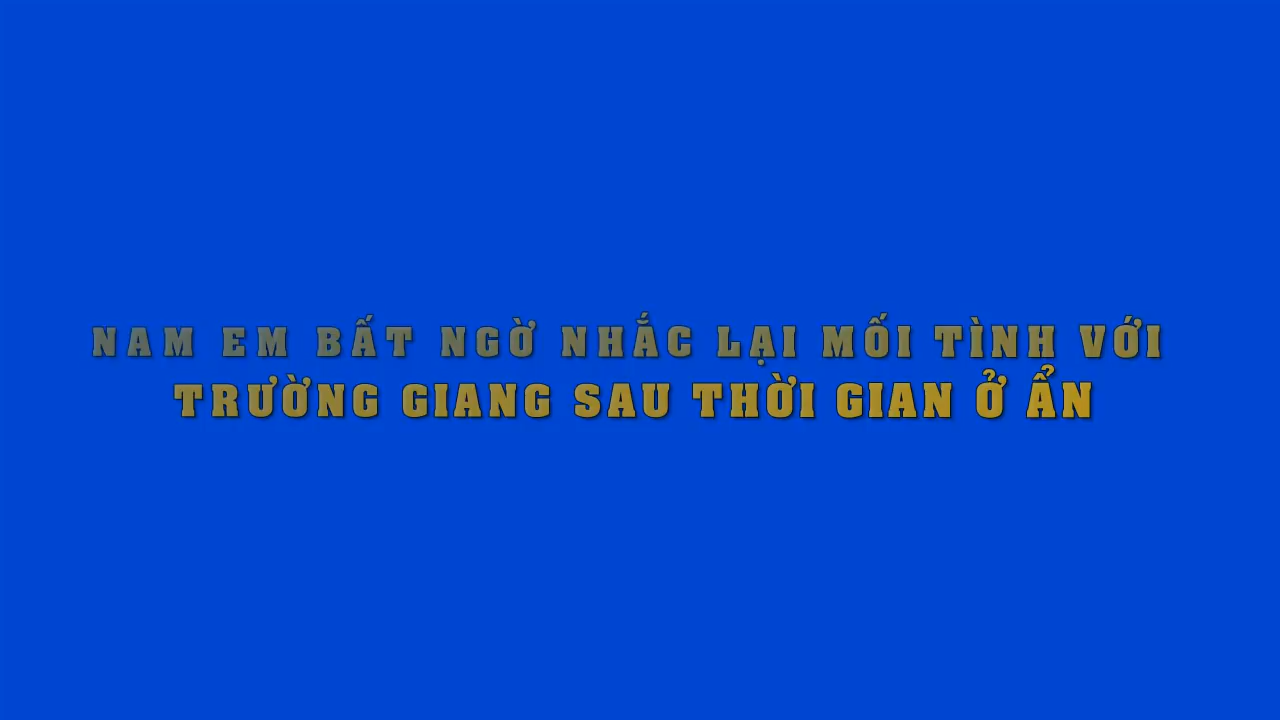 NAM EM BẤT NGỜ NHẮC LẠI MỐI TÌNH VỚI
TRƯỜNG GIANG SAU THỜI GIAN Ở ẨN